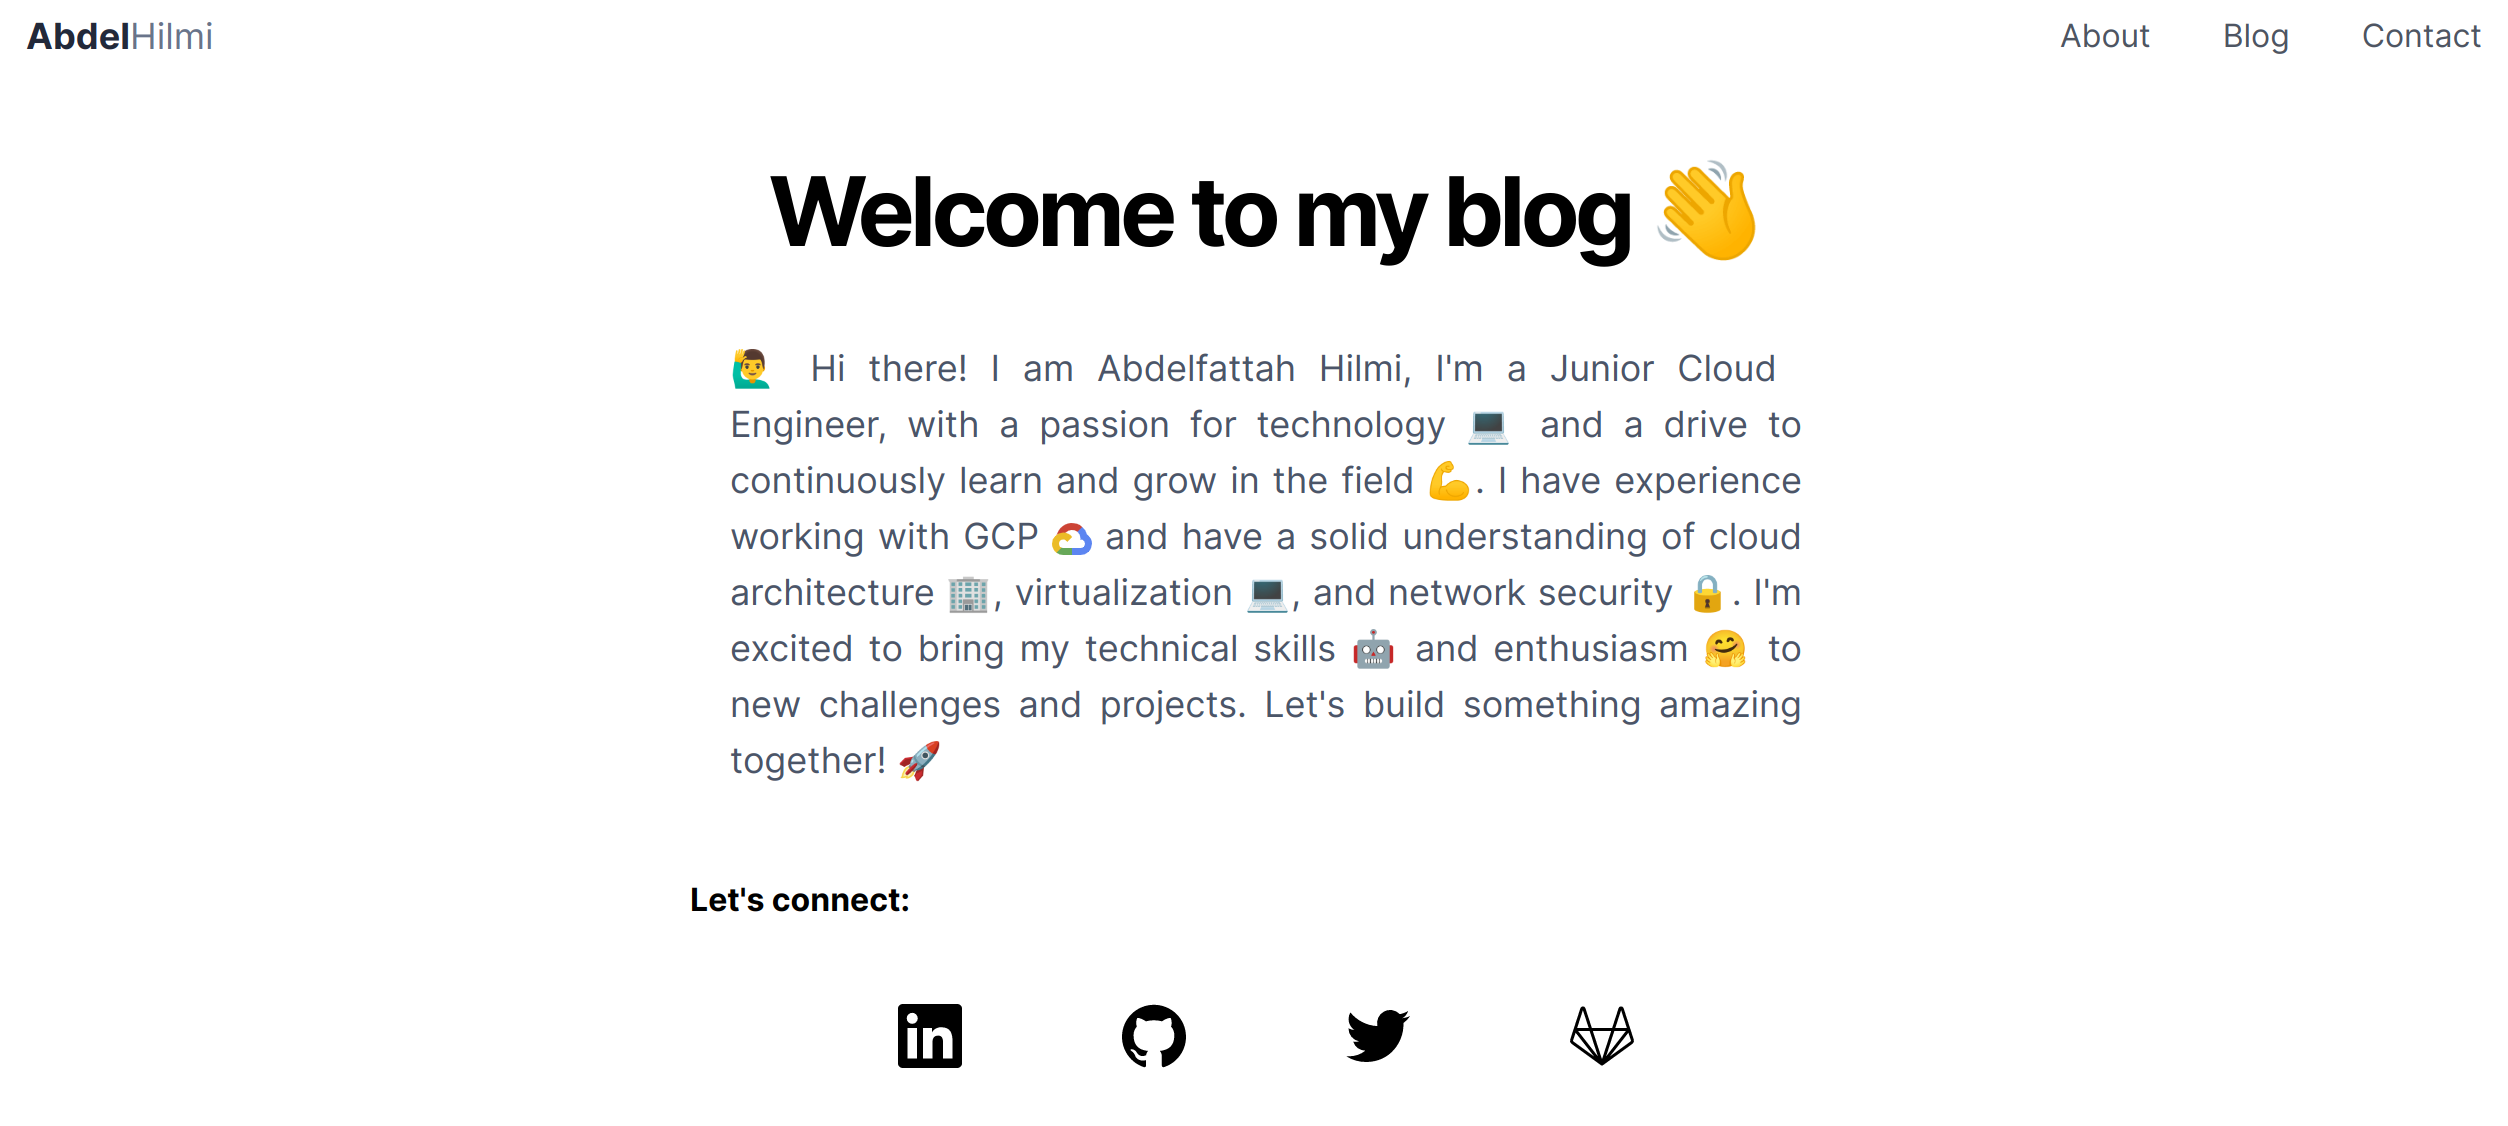 AbdelHilmi
About Blog Contact
Welcome to my blog 👋
🙋‍♂️ Hi there! I am Abdelfattah Hilmi, I'm a Junior Cloud
Engineer, with a passion for technology 💻 and a drive to
continuously learn and grow in the field 💪. I have experience
working with GCP and have a solid understanding of cloud
architecture 🏢, virtualization 💻, and network security 🔒. I'm
excited to bring my technical skills 🤖 and enthusiasm 🤗 to
new challenges and projects. Let's build something amazing
together! 🚀
Let's connect:
in